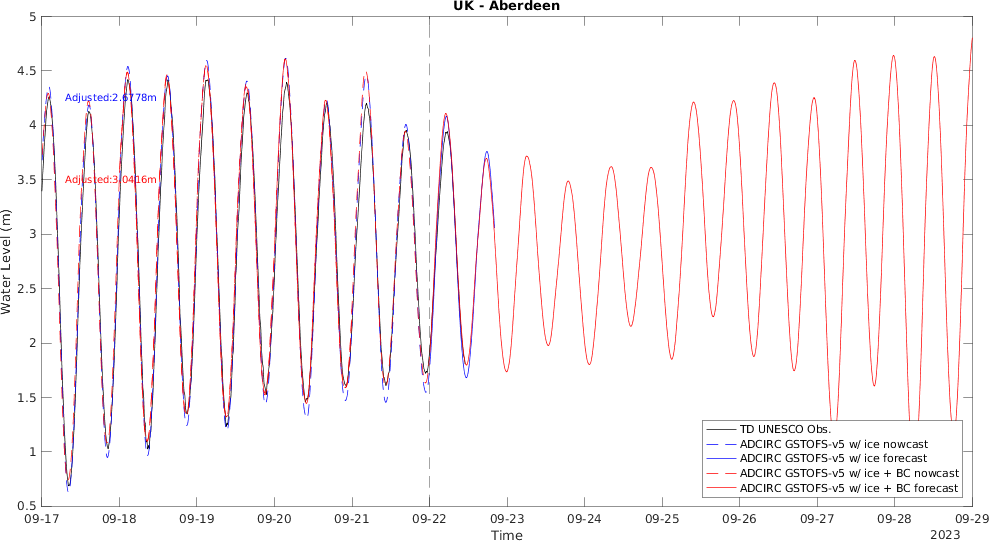 UK - Aberdeen
5
4.5
4
3.5
3
2.5
2
1.5
1
0.5
Water Level (m)
Adjusted:2.6778m
Adjusted:3.0416m
TD UNESCO Obs.
ADCIRC GSTOFS-v5 w/ ice nowcast
ADCIRC GSTOFS-v5 w/ ice forecast
ADCIRC GSTOFS-v5 w/ ice + BC nowcast
ADCIRC GSTOFS-v5 w/ ice + BC forecast
09-17 09-18 09-19 09-20 09-21 09-22 09-23 09-24 09-25 09-26 09-27 09-28 09-29
Time
2023